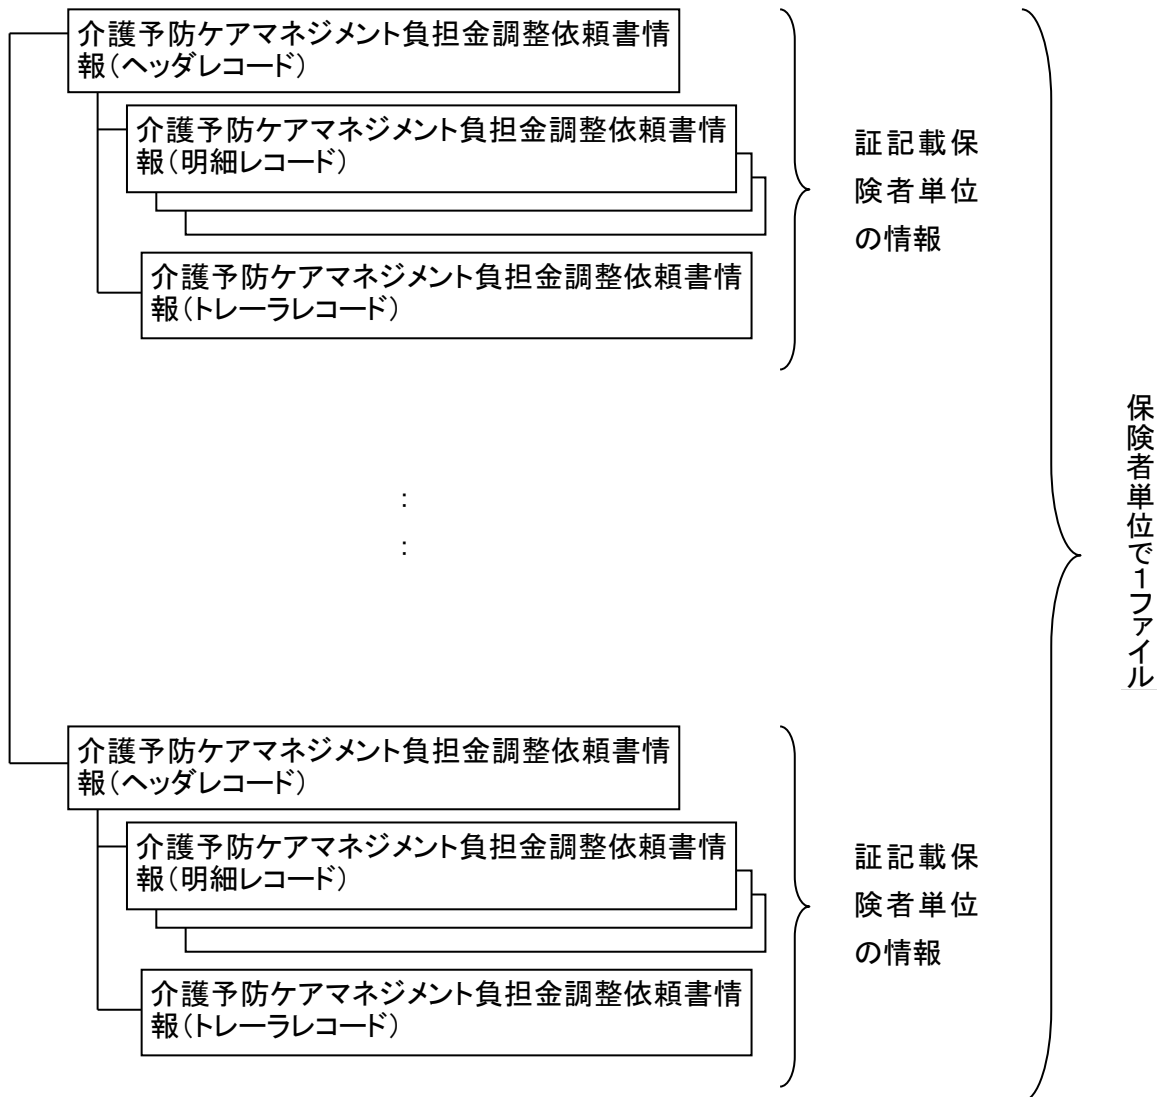 介護予防ケアマネジメント負担金調整依頼書情
報（ヘッダレコード）
介護予防ケアマネジメント負担金調整依頼書情
報（明細レコード）
介護予防ケアマネジメント負担金調整依頼書情
報（トレーラレコード）
証記載保
険者単位
の情報
：
：
保険者単位で1ファイル
介護予防ケアマネジメント負担金調整依頼書情
報（ヘッダレコード）
介護予防ケアマネジメント負担金調整依頼書情
報（明細レコード）
介護予防ケアマネジメント負担金調整依頼書情
報（トレーラレコード）
証記載保
険者単位
の情報